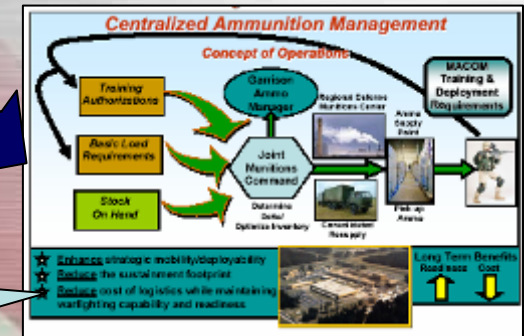 Centralized Ammunition Management
Concept of Operations
Training
Authorizations
Basic Load
Requirements
Stock
On Hand
Garrison
Ammo
Manager
Joint
Munitions
Command
Determine
Optimize Inventory
Regional Defense
Munitions Center
Consolidated
Resupply
Ammo
Supply
Point
Pick up
Ammo
MACOM
Training &
Deployment
Requirements
Enhance strategic mobility/deployability
Reduce the sustainment footprint
Reduce cost of logistics while maintaining
warfighting capability and readiness
Long Term Benefits
Readiness Cost